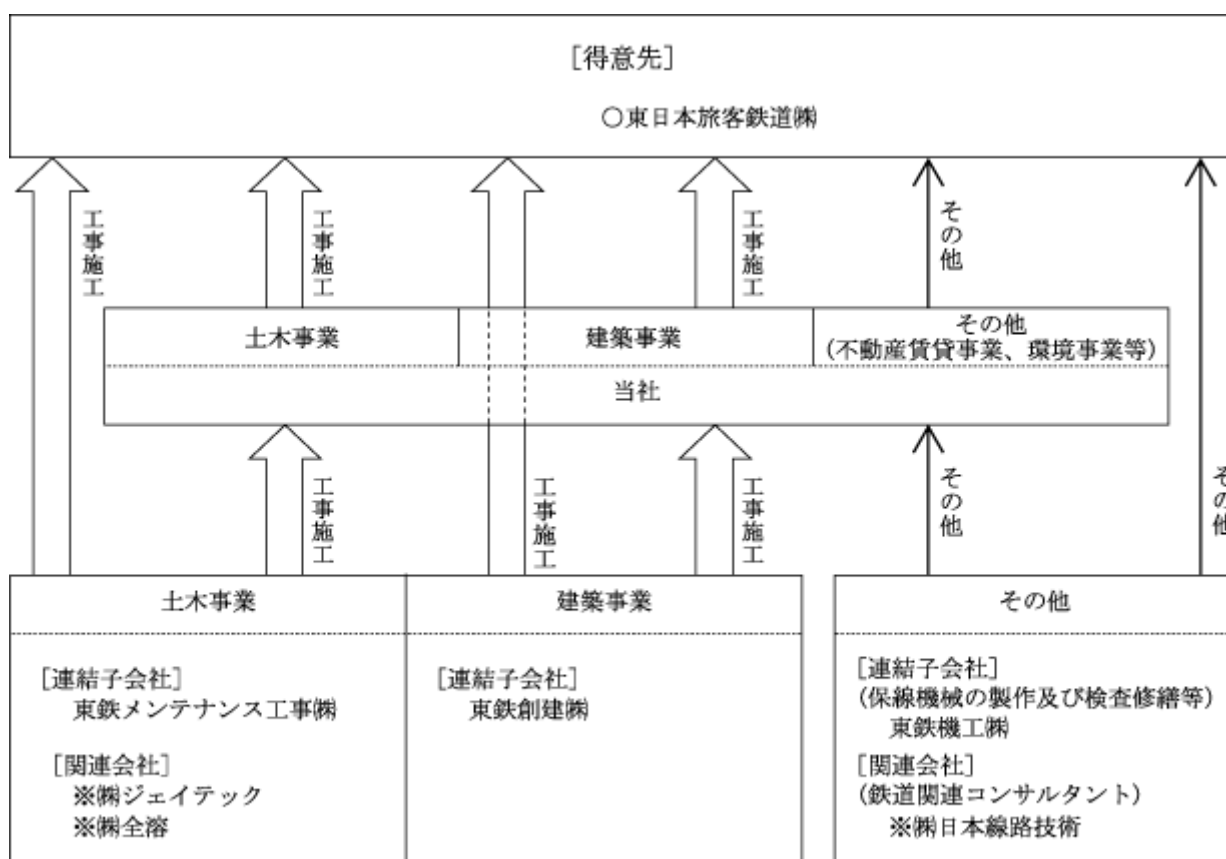 [得意先]
○東日本旅客鉄道㈱
工事施工
工事施工
工事施工
その他
土木事業
建築事業
その他
(不動産賃貸事業、環境事業等)
当社
工事施工
工事施工
工事施工
その他
その他
土木事業
建築事業
その他
[連結子会社]
東鉄メンテナンス工事㈱
[関連会社]
※㈱ジェイテック
※㈱全溶
[連結子会社]
東鉄創建㈱
[連結子会社]
(保線機械の製作及び検査修繕等)
東鉄機工㈱
[関連会社]
(鉄道関連コンサルタント)
※㈱日本線路技術